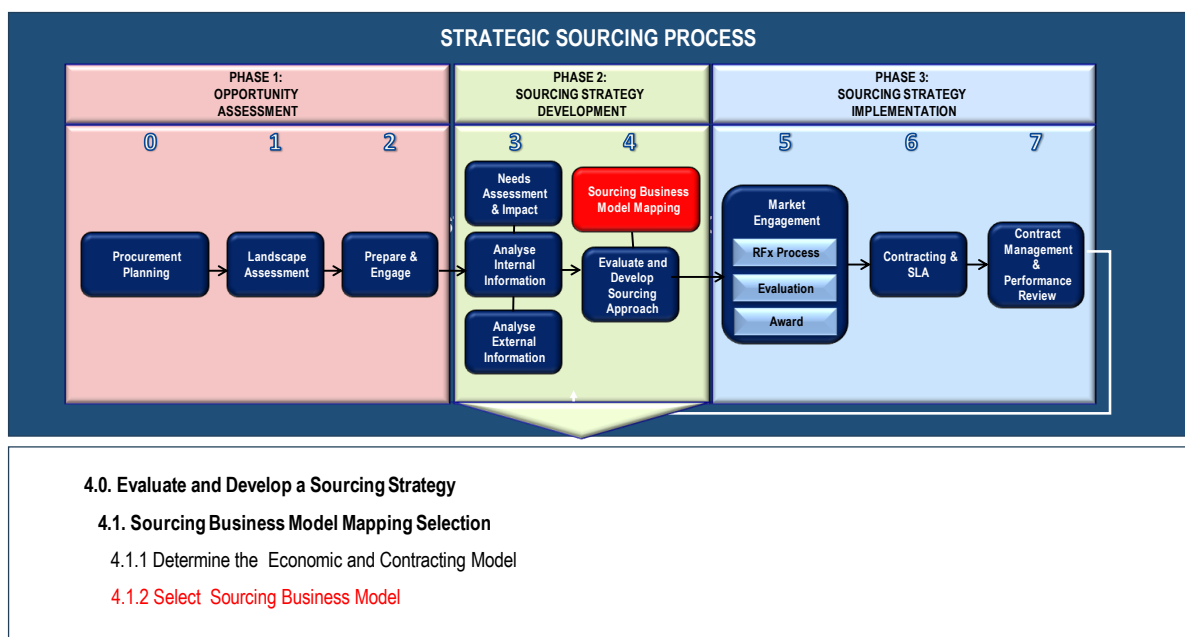 STRATEGIC SOURCING PROCESS
PHASE 1:
OPPORTUNITY
ASSESSMENT
PHASE 2:
SOURCING STRATEGY
DEVELOPMENT
PHASE 3:
SOURCING STRATEGY
IMPLEMENTATION
0
1
2
3
4
5
6
7
Procurement
Planning
Landscape
Assessment
Prepare &
Engage
Needs
Assessment
& Impact
Analyse
Internal
Information
Analyse
External
Information
Sourcing Business
Model Mapping
Evaluate and
Develop
Sourcing
Approach
Market
Engagement
RFx Process
Evaluation
Award
Contracting &
SLA
Contract
Management
&
Performance
Review
4.0. Evaluate and Develop a Sourcing Strategy
4.1. Sourcing Business Model Mapping Selection
4.1.1 Determine the Economic and Contracting Model
4.1.2 Select Sourcing Business Model